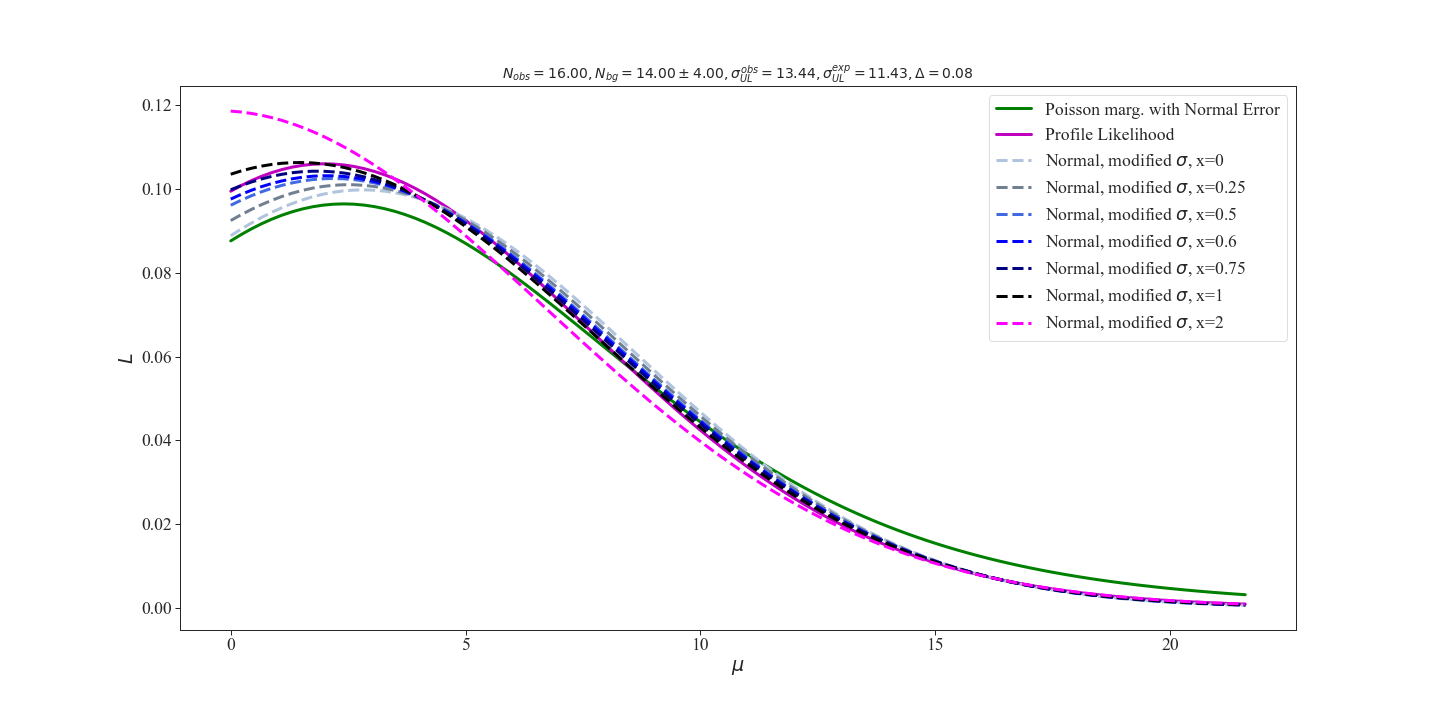 N_obs = 16.00, N_bg = 14.00 ± 4.00, σ_UL^obs = 13.44, σ_UL^exp = 11.43, Δ = 0.08
Poisson marg. with Normal Error
Profile Likelihood
Normal, modified σ, x=0
Normal, modified σ, x=0.25
Normal, modified σ, x=0.5
Normal, modified σ, x=0.6
Normal, modified σ, x=0.75
Normal, modified σ, x=1
Normal, modified σ, x=2
0.12
0.10
0.08
0.06
0.04
0.02
0.00
L
0 5 10 15 20
μ